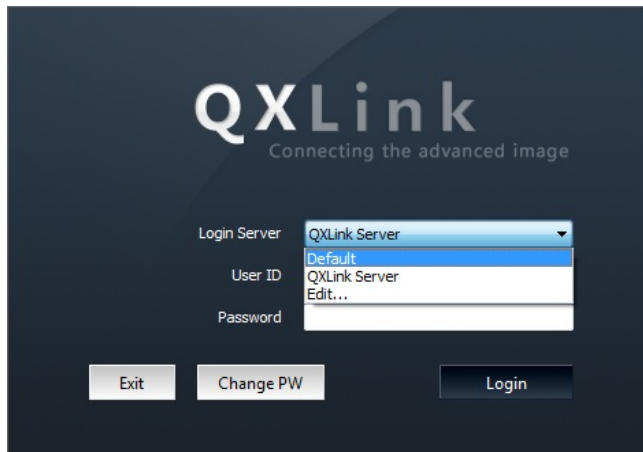 QXLink
Connecting the advanced image
Login Server QXLink Server
Default
User ID QXLink Server
Edit...
Password
Exit Change PW Login